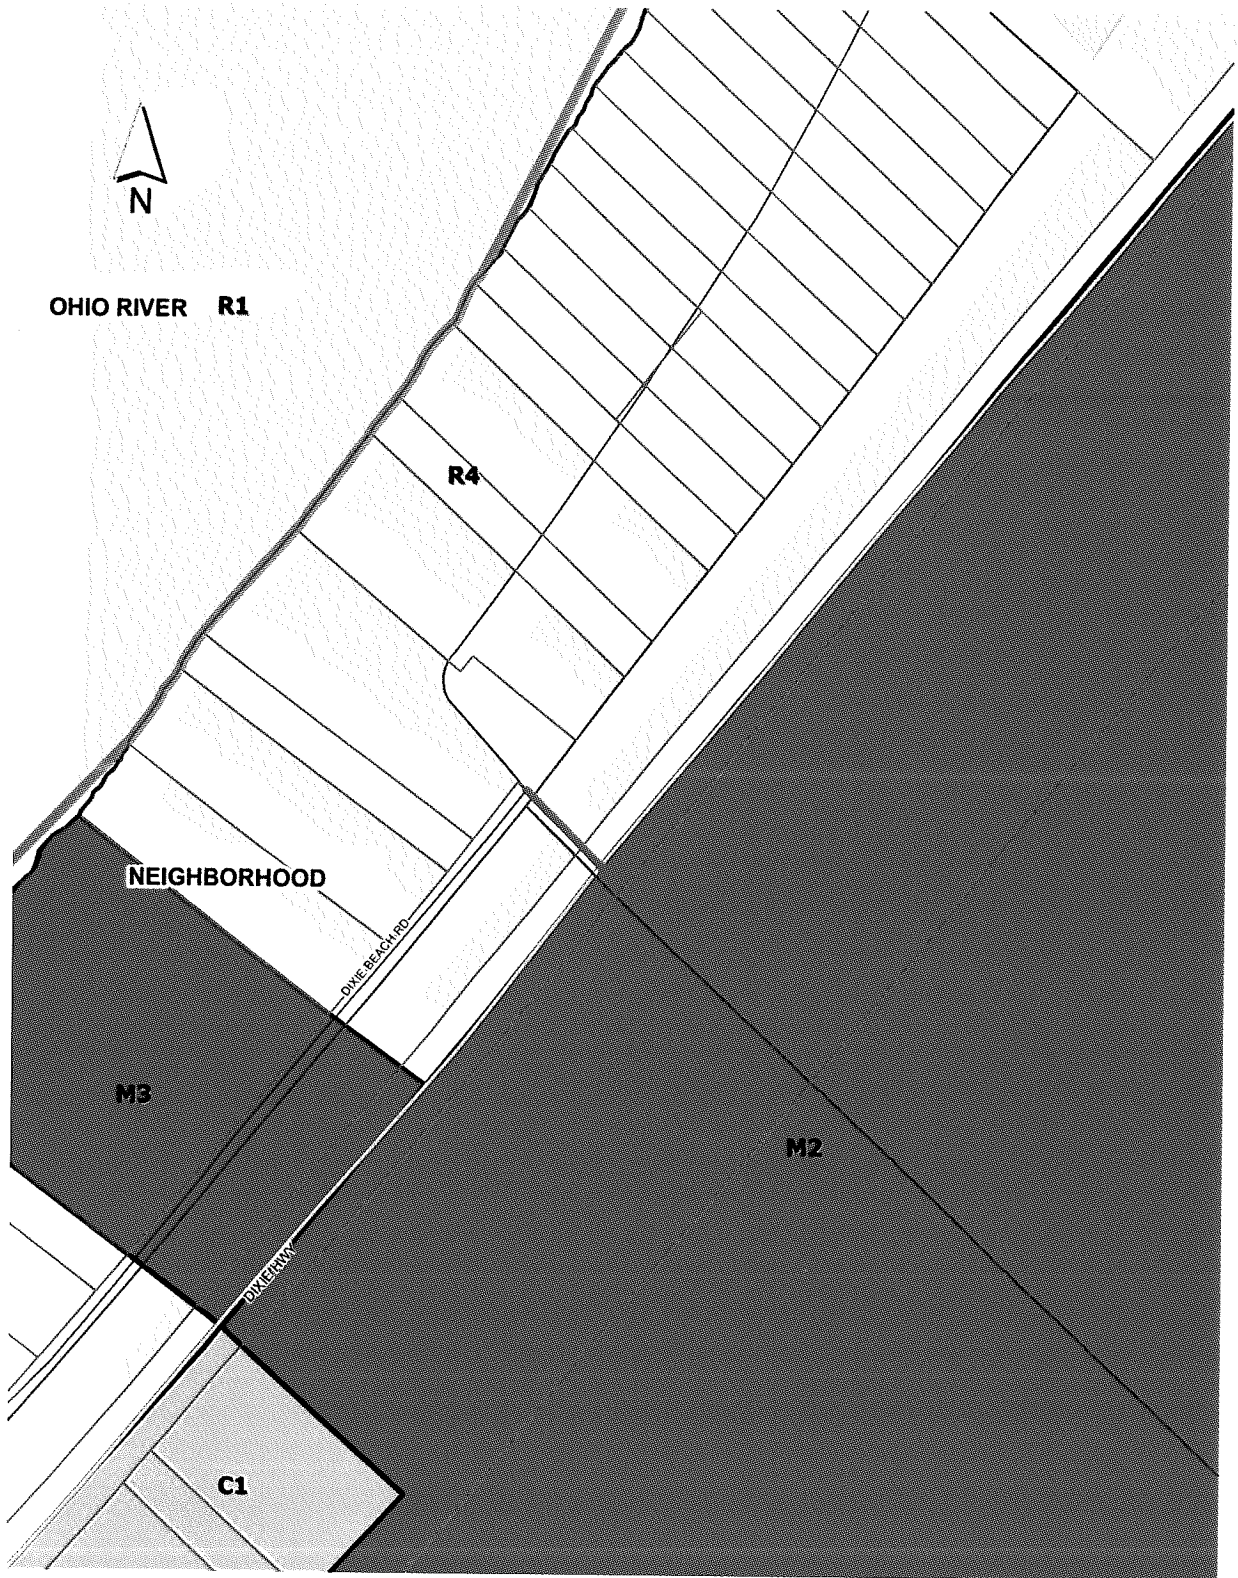 N
OHIO RIVER R1
R4
NEIGHBORHOOD
DIXIE BEACH RD
M3
M2
DIXIE HWY
C1